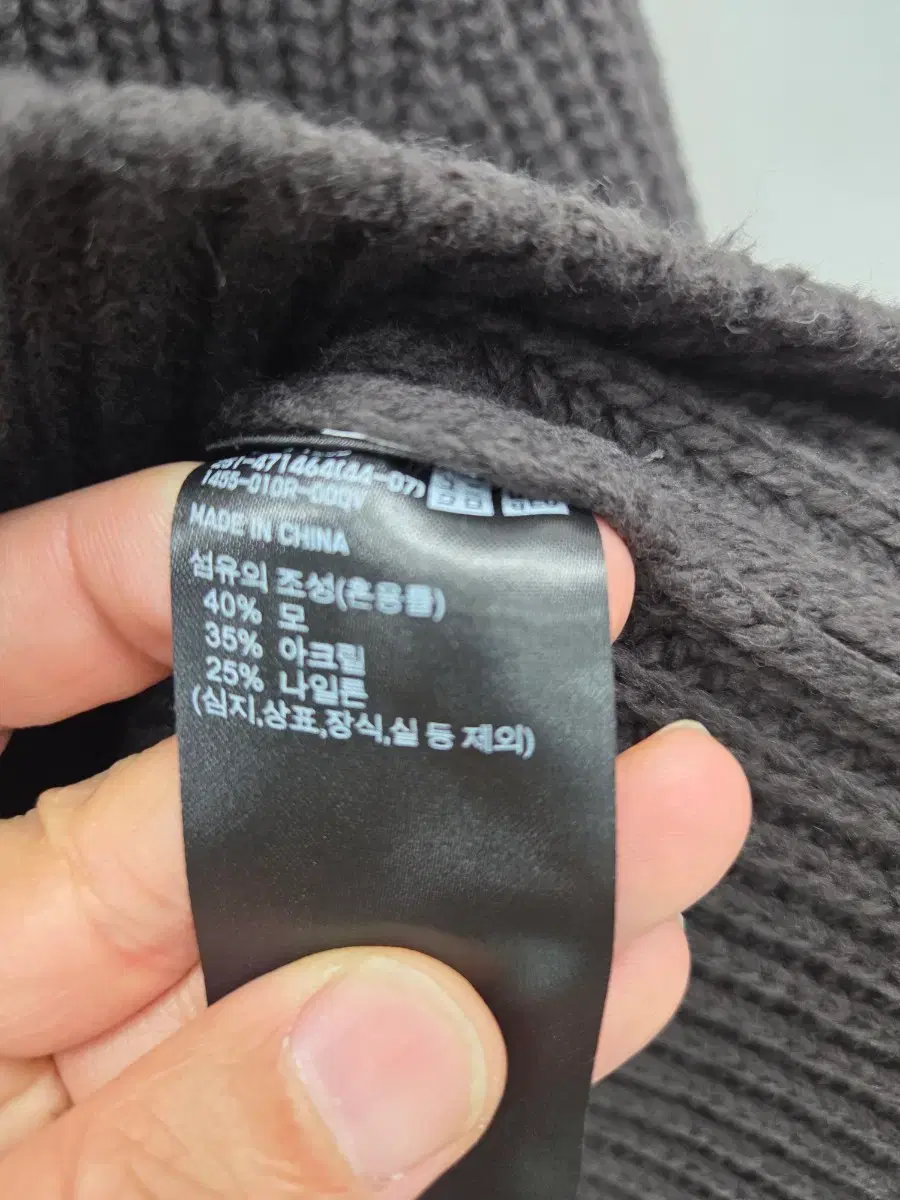 MADE IN CHINA
섬유의 조성(혼용률)
40% 모
35% 아크릴
25% 나일론
(심지,상표,장식,실 등 제외)